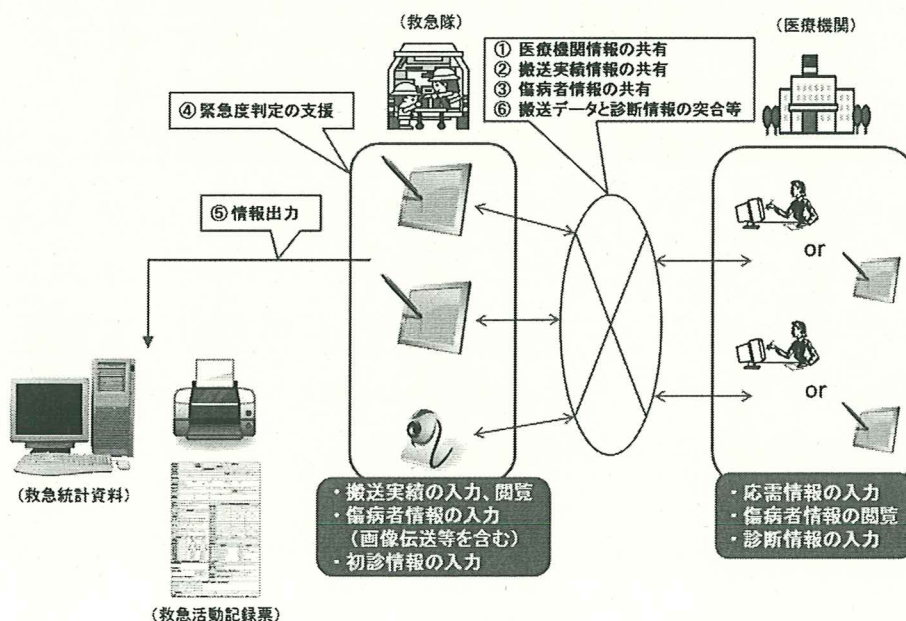 （救急隊）
（医療機関）
① 医療機関情報の共有
② 搬送実績情報の共有
③ 傷病者情報の共有
⑥ 搬送データと診断情報の突合等
④ 緊急度判定の支援
⑤ 情報出力
or
or
（救急統計資料）
（救急活動記録票）
・搬送実績の入力、閲覧
・傷病者情報の入力
（画像伝送等を含む）
・初診情報の入力
・応需情報の入力
・傷病者情報の閲覧
・診断情報の入力